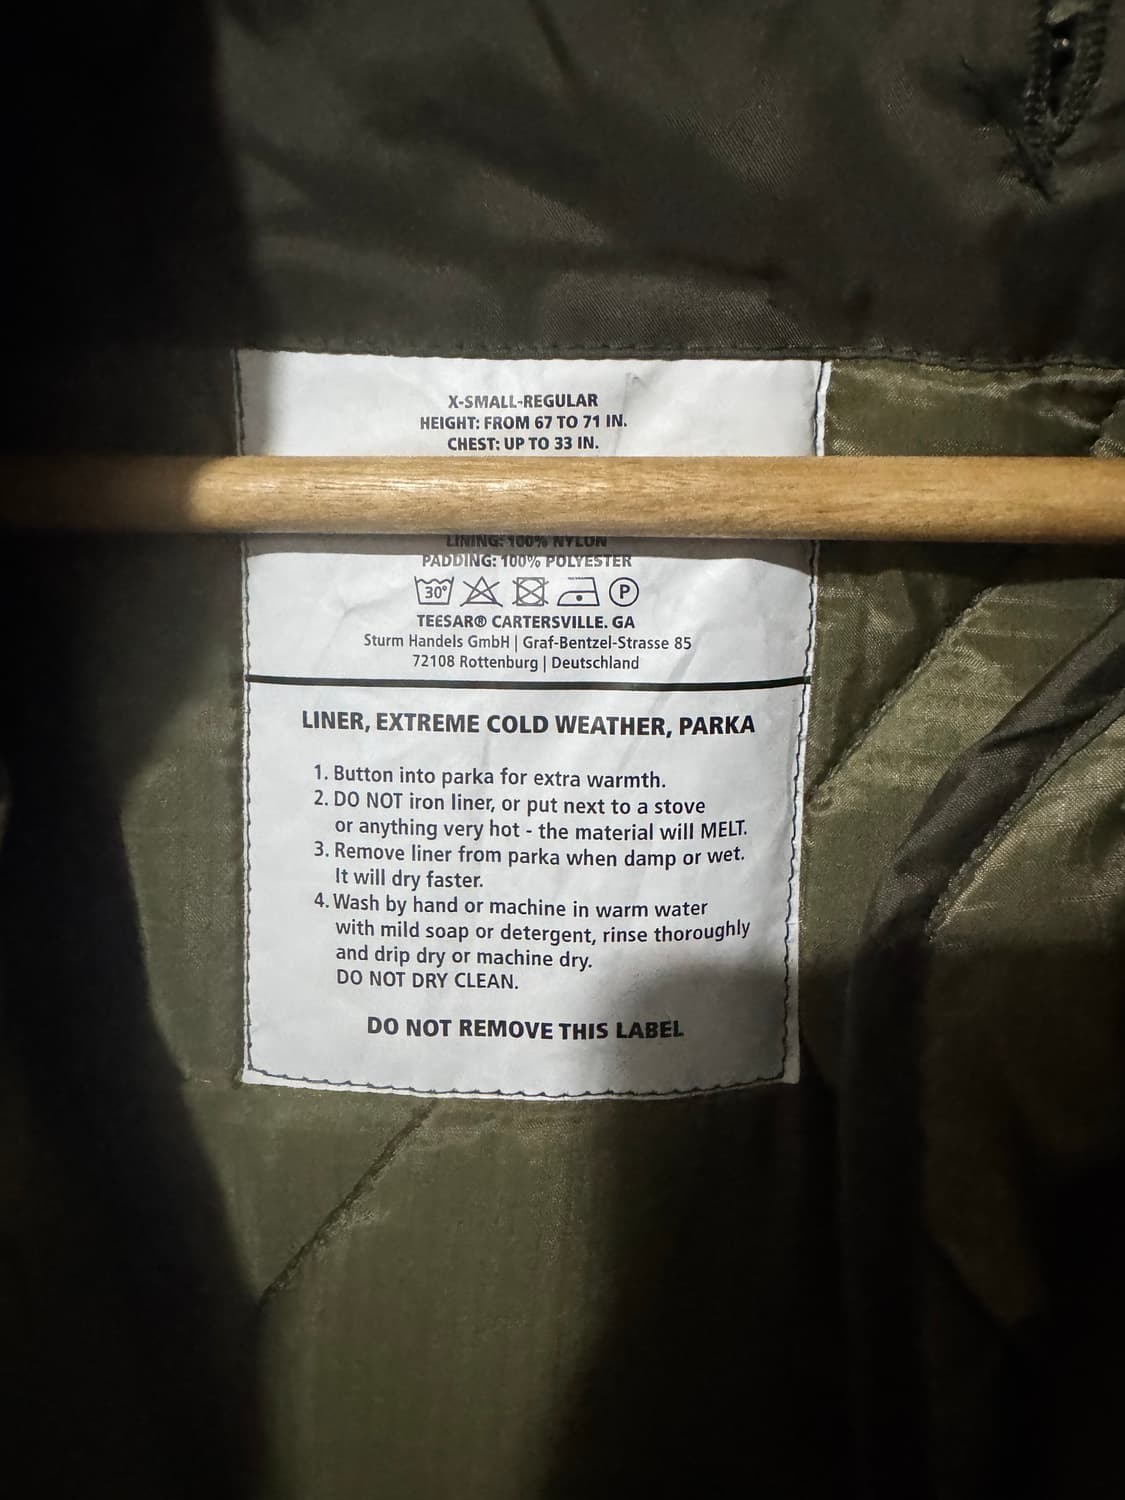 X-SMALL-REGULAR
HEIGHT: FROM 67 TO 71 IN.
CHEST: UP TO 33 IN.
LINING: 100% NYLON
PADDING: 100% POLYESTER
30° P
TEESAR® CARTERSVILLE. GA
Sturm Handels GmbH | Graf-Bentzel-Strasse 85
72108 Rottenburg | Deutschland
LINER, EXTREME COLD WEATHER, PARKA
1. Button into parka for extra warmth.
2. DO NOT iron liner, or put next to a stove
or anything very hot - the material will MELT.
3. Remove liner from parka when damp or wet.
It will dry faster.
4. Wash by hand or machine in warm water
with mild soap or detergent, rinse thoroughly
and drip dry or machine dry.
DO NOT DRY CLEAN.
DO NOT REMOVE THIS LABEL